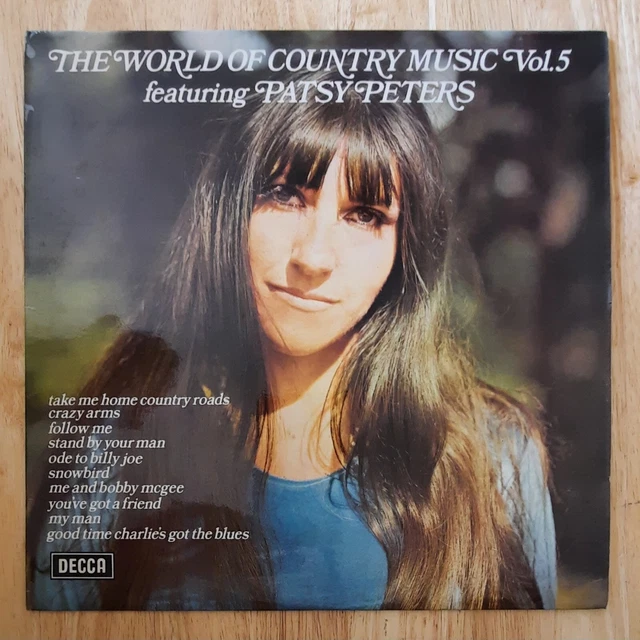 THE WORLD OF COUNTRY MUSIC Vol.5
featuring PATSY PETERS
take me home country roads
crazy arms
follow me
stand by your man
ode to billy joe
snowbird
me and bobby mcgee
you've got a friend
my man
good time charlie's got the blues
DECCA